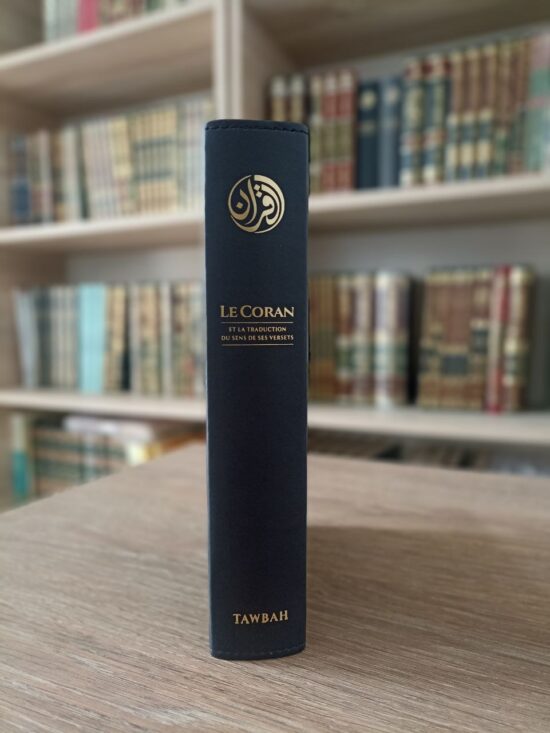 القرآن
LE CORAN
ET LA TRADUCTION
DU SENS DE SES VERSETS
TAWBAH